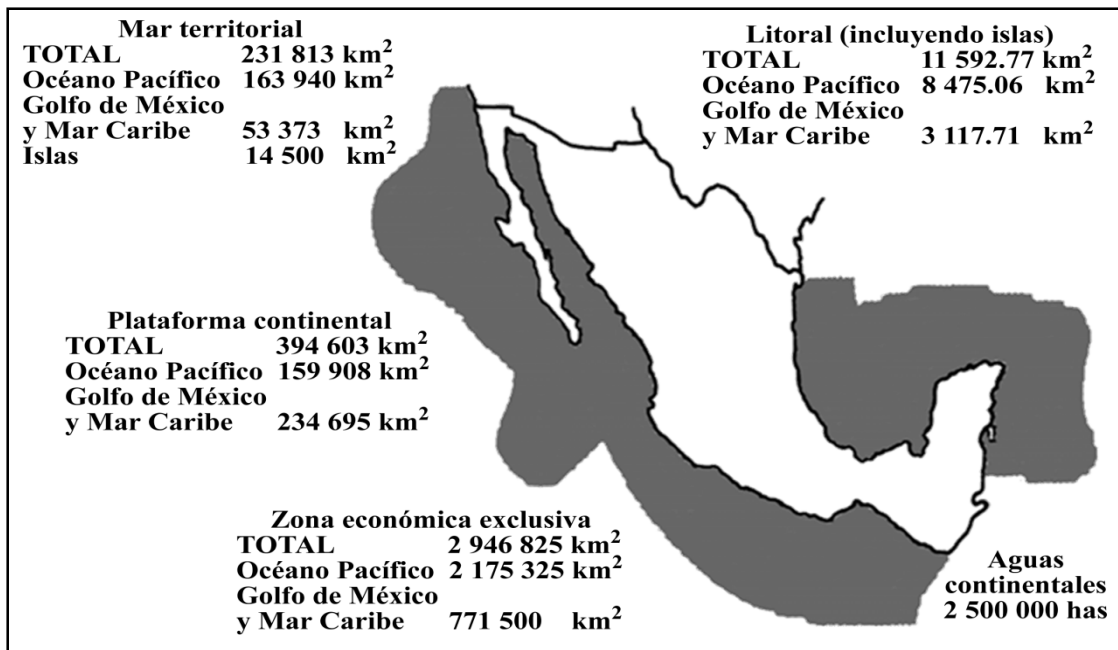 Mar territorial
TOTAL 231 813 km²
Océano Pacífico 163 940 km²
Golfo de México
y Mar Caribe 53 373 km²
Islas 14 500 km²
Litoral (incluyendo islas)
TOTAL 11 592.77 km²
Océano Pacífico 8 475.06 km²
Golfo de México
y Mar Caribe 3 117.71 km²
Plataforma continental
TOTAL 394 603 km²
Océano Pacífico 159 908 km²
Golfo de México
y Mar Caribe 234 695 km²
Zona económica exclusiva
TOTAL 2 946 825 km²
Océano Pacífico 2 175 325 km²
Golfo de México
y Mar Caribe 771 500 km²
Aguas
continentales
2 500 000 has